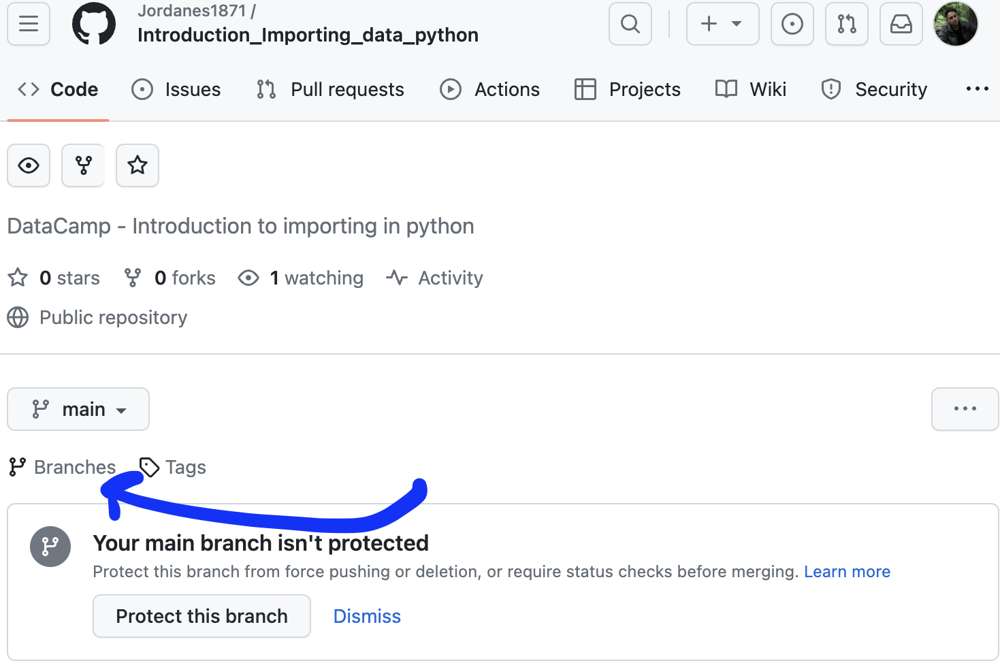 Jordanes1871 /
Introduction_Importing_data_python
Code Issues Pull requests Actions Projects Wiki Security
DataCamp - Introduction to importing in python
0 stars 0 forks 1 watching Activity
Public repository
main
Branches Tags
Your main branch isn't protected
Protect this branch from force pushing or deletion, or require status checks before merging. Learn more
Protect this branch Dismiss